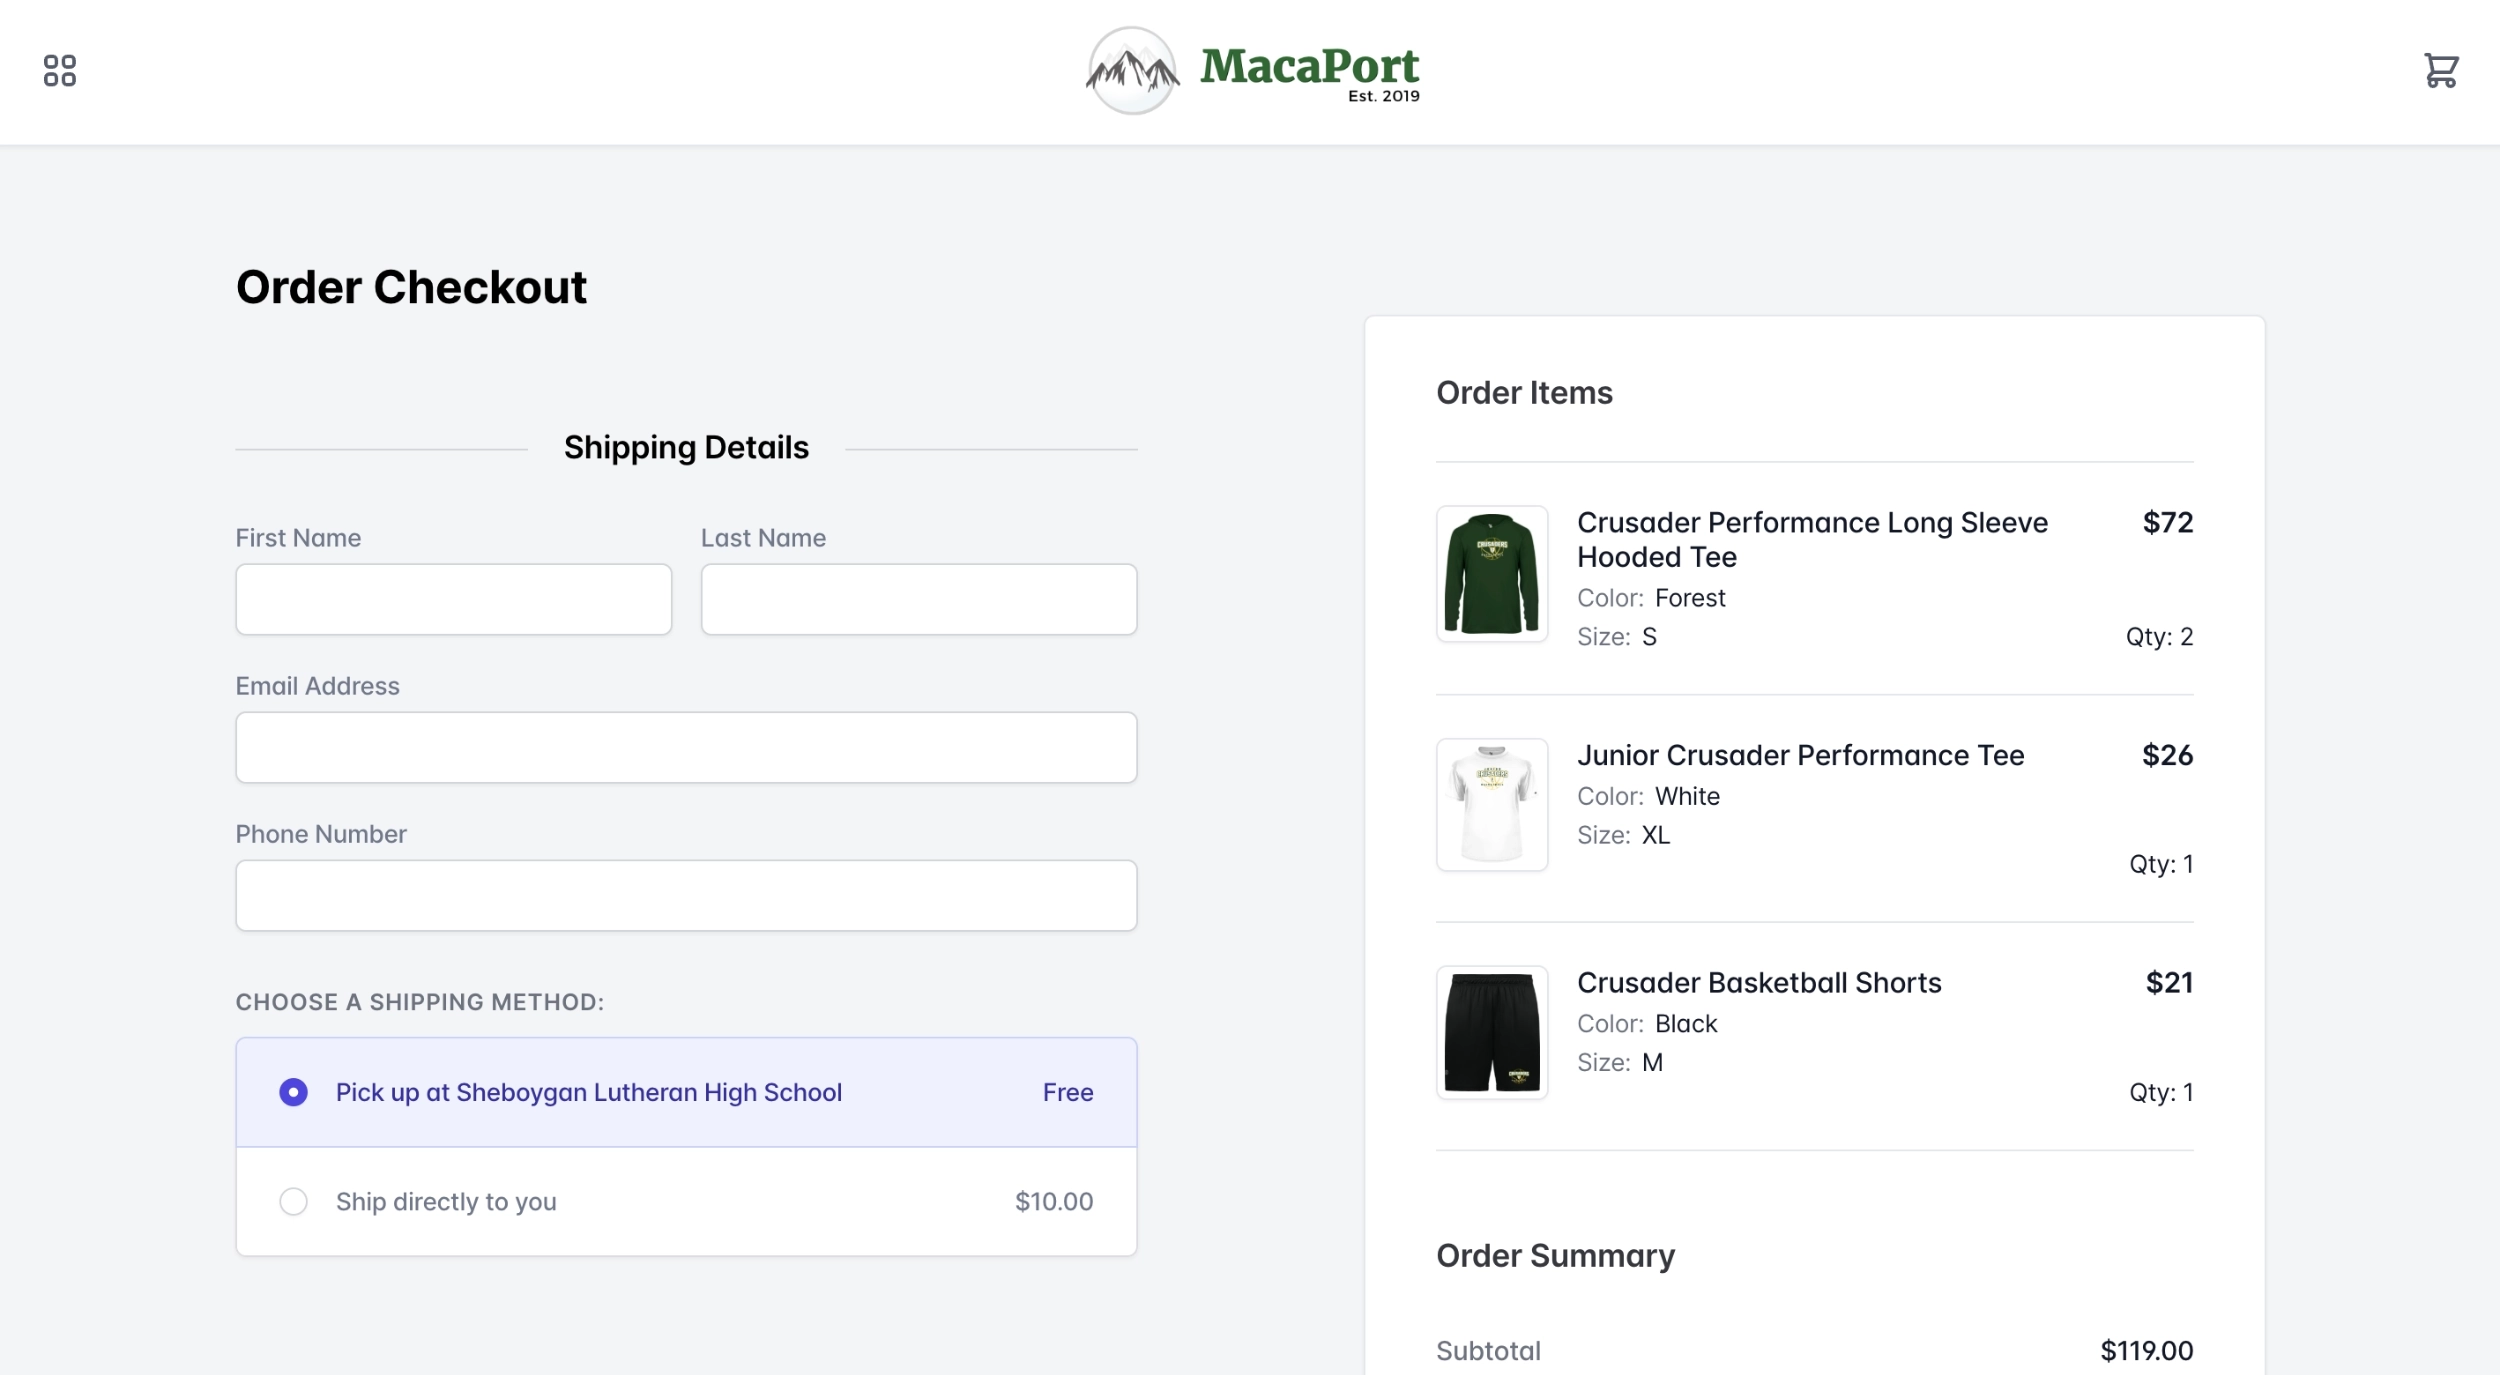 MacaPort
Est. 2019
Order Checkout
Shipping Details
First Name
Last Name
Email Address
Phone Number
CHOOSE A SHIPPING METHOD:
Pick up at Sheboygan Lutheran High School
Free
Ship directly to you
$10.00
Order Items
Crusader Performance Long Sleeve
Hooded Tee
$72
Color: Forest
Size: S
Qty: 2
CRUSADERS
Junior Crusader Performance Tee
$26
Color: White
Size: XL
Qty: 1
CRUSADERS
Crusader Basketball Shorts
$21
Color: Black
Size: M
Qty: 1
Order Summary
Subtotal
$119.00